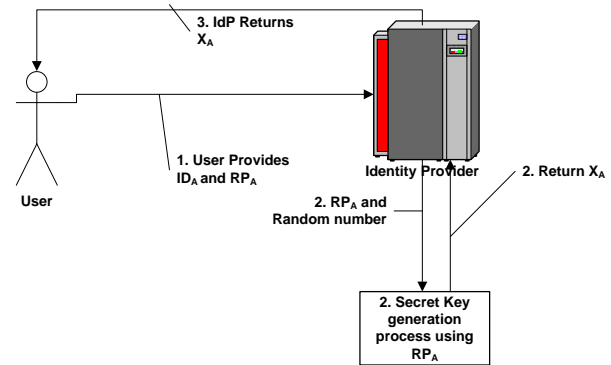 3. IdP Returns
XA
1. User Provides
IDA and RPA
User
Identity Provider
2. Return XA
2. RPA and
Random number
2. Secret Key
generation
process using
RPA